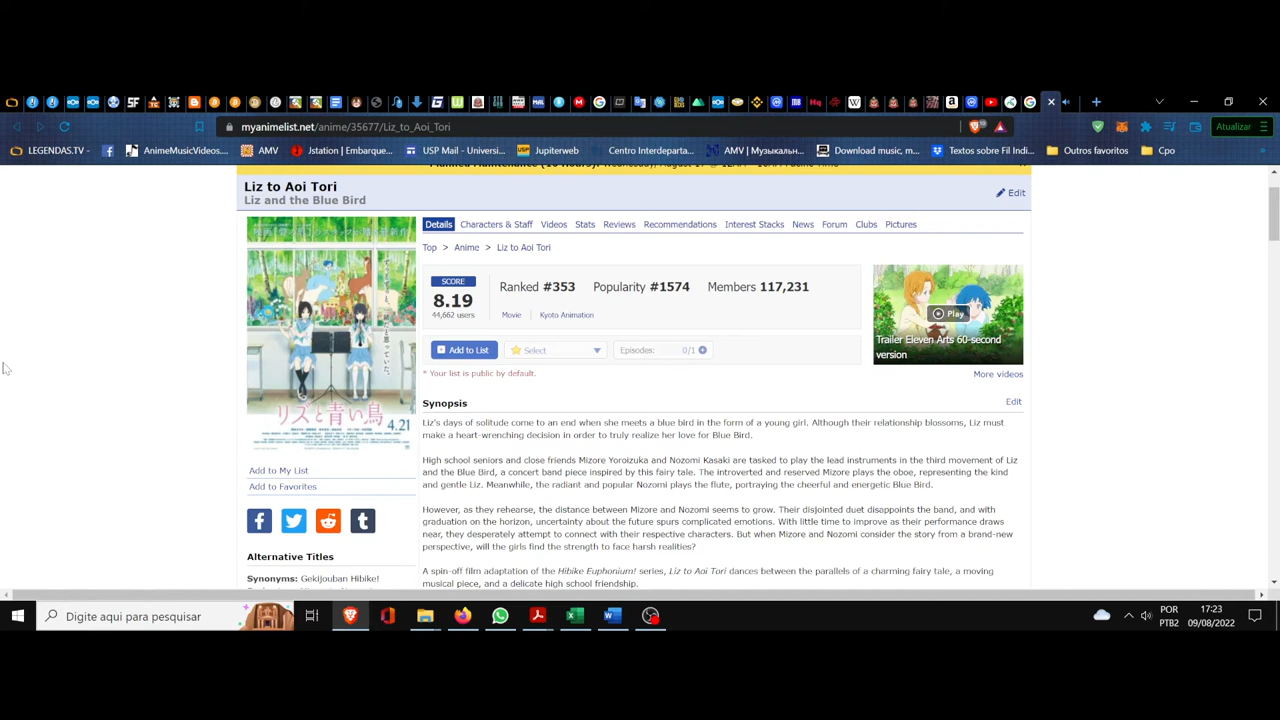 myanimelist.net/anime/35677/Liz_to_Aoi_Tori
Atualizar
LEGENDAS.TV
AnimeMusicVideos...
AMV
Jstation | Embarque...
USP Mail - Universi...
Jupiterweb
Centro Interdeparta...
AMV | Музыкальн...
Download music, m...
Textos sobre Fil Indi...
Outros favoritos
Cpo
Liz to Aoi Tori
Liz and the Blue Bird
Edit
Details Characters & Staff Videos Stats Reviews Recommendations Interest Stacks News Forum Clubs Pictures
Top > Anime > Liz to Aoi Tori
SCORE
8.19
44,662 users
Ranked #353 Popularity #1574 Members 117,231
Movie Kyoto Animation
Add to List Select Episodes: 0/1
* Your list is public by default.
Play
Trailer Eleven Arts 60-second
version
More videos
リズと青い鳥
4.21
Synopsis
Edit
Liz's days of solitude come to an end when she meets a blue bird in the form of a young girl. Although their relationship blossoms, Liz must
make a heart-wrenching decision in order to truly realize her love for Blue Bird.
High school seniors and close friends Mizore Yoroizuka and Nozomi Kasaki are tasked to play the lead instruments in the third movement of Liz
and the Blue Bird, a concert band piece inspired by this fairy tale. The introverted and reserved Mizore plays the oboe, representing the kind
and gentle Liz. Meanwhile, the radiant and popular Nozomi plays the flute, portraying the cheerful and energetic Blue Bird.
However, as they rehearse, the distance between Mizore and Nozomi seems to grow. Their disjointed duet disappoints the band, and with
graduation on the horizon, uncertainty about the future spurs complicated emotions. With little time to improve as their performance draws
near, they desperately attempt to connect with their respective characters. But when Mizore and Nozomi consider the story from a brand-new
perspective, will the girls find the strength to face harsh realities?
A spin-off film adaptation of the Hibike Euphonium! series, Liz to Aoi Tori dances between the parallels of a charming fairy tale, a moving
musical piece, and a delicate high school friendship.
Add to My List
Add to Favorites
Alternative Titles
Synonyms: Gekijouban Hibike!
Digite aqui para pesquisar
POR
PTB2
17:23
09/08/2022